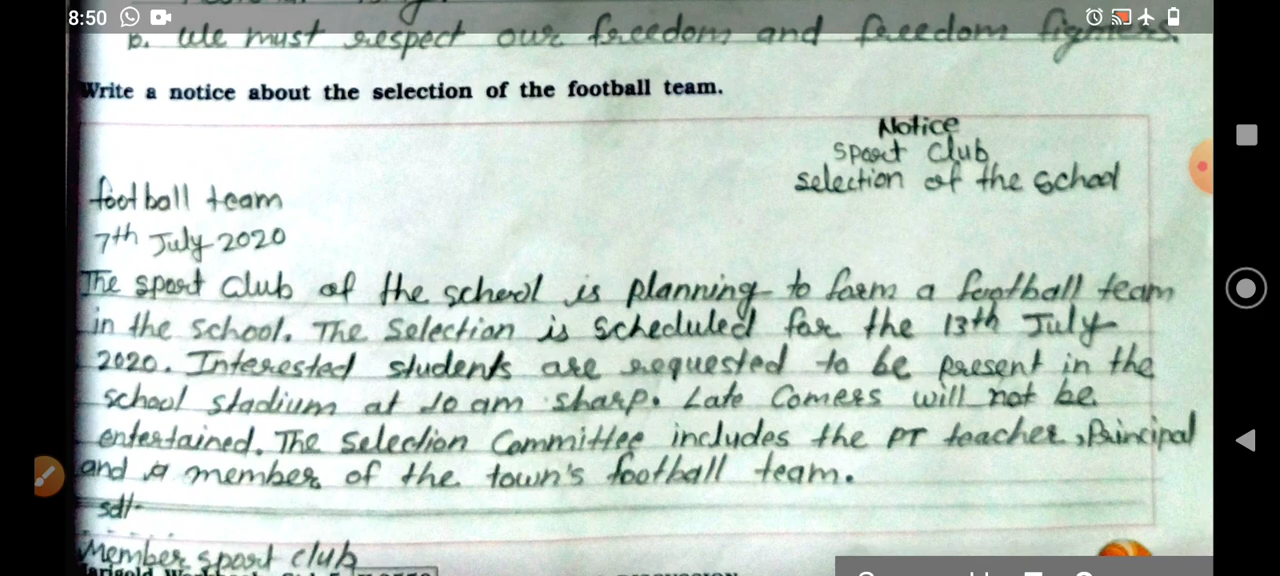 8:50
b. we must respect our freedom and freedom fighters.
Write a notice about the selection of the football team.
Notice
sport club
selection of the school
football team
7th July 2020
The sport club of the school is planning to form a football team
in the school. The selection is scheduled for the 13th July
2020. Interested students are requested to be present in the
school stadium at 10 am sharp. Late Comers will not be
entertained. The selection Committee includes the PT teacher, Principal
and a member of the town's football team.
sd/-
Member sport club